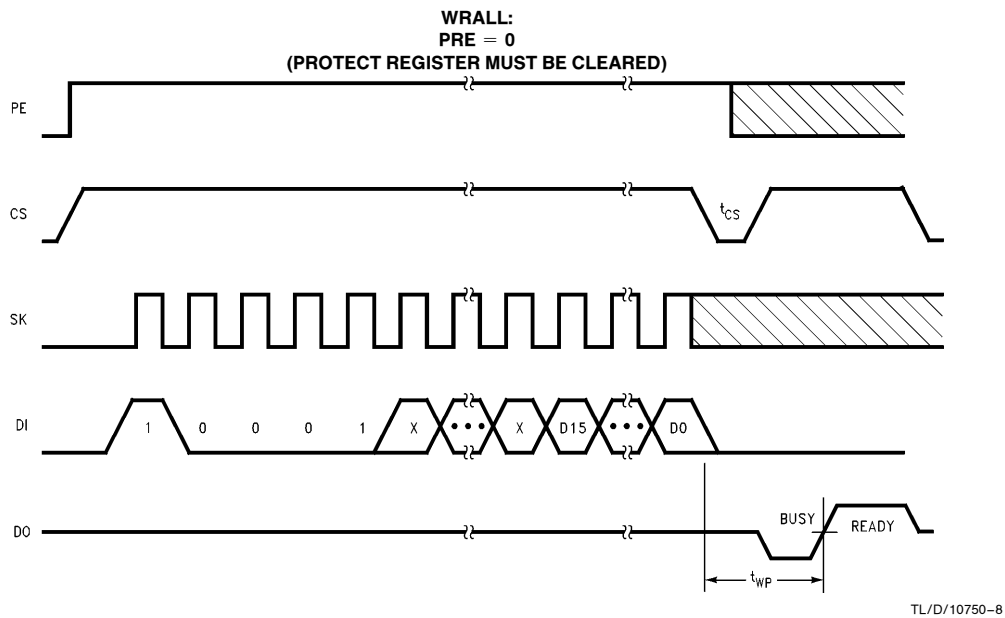 WRALL:
PRE = 0
(PROTECT REGISTER MUST BE CLEARED)
PE
CS
tCS
SK
DI
1 0 0 0 1 X ••• X D15 ••• D0
DO
BUSY
READY
tWP
TL/D/10750–8